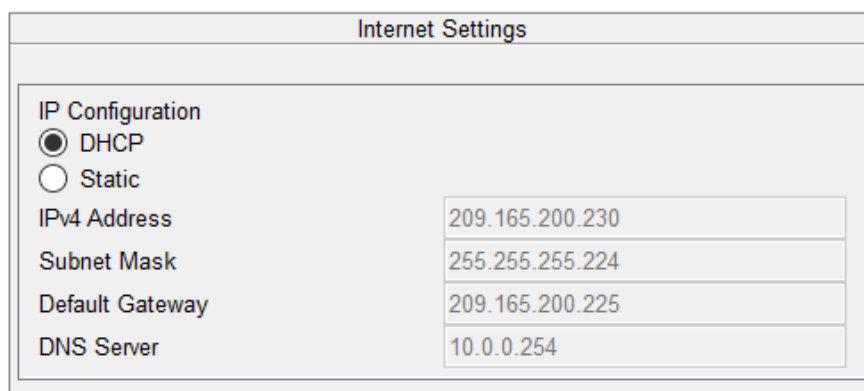 Internet Settings
IP Configuration
DHCP
Static
IPv4 Address 209.165.200.230
Subnet Mask 255.255.255.224
Default Gateway 209.165.200.225
DNS Server 10.0.0.254